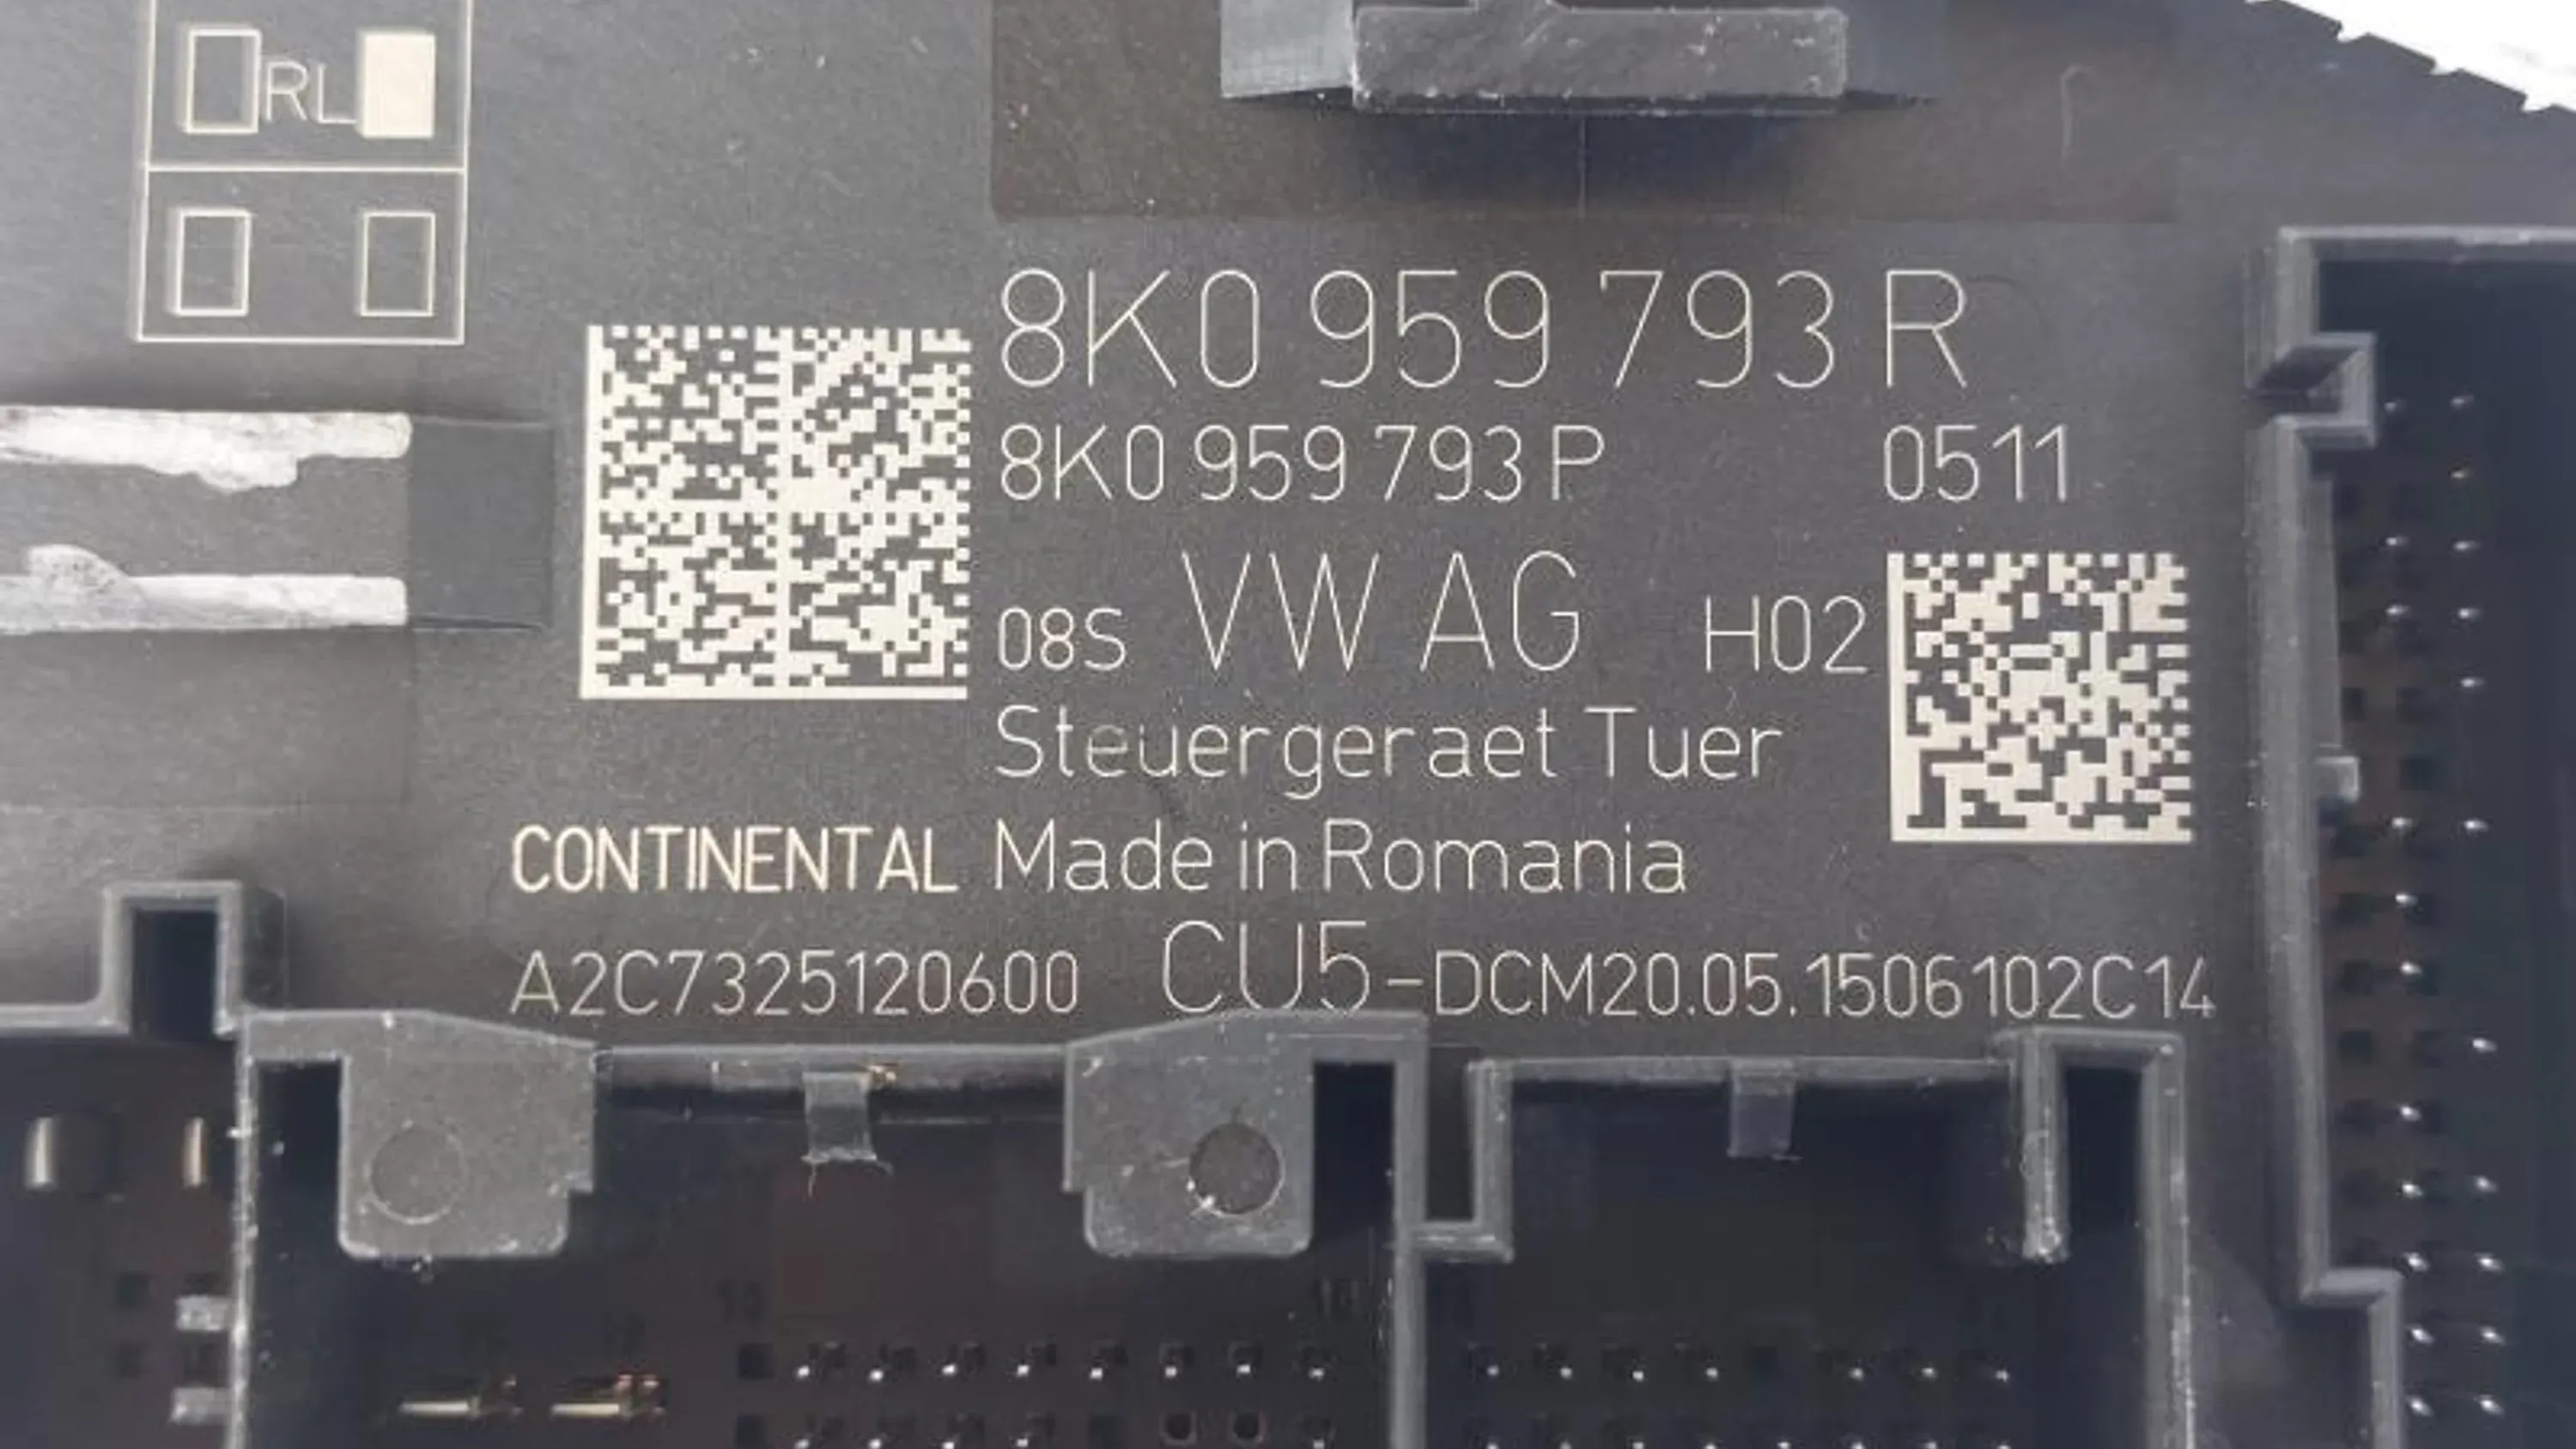 RL
8K0 959 793 R
8K0 959 793 P 0511
08S VW AG H02
Steuergeraet Tuer
CONTINENTAL Made in Romania
A2C7325120600 CU5-DCM20.05.1506102C14